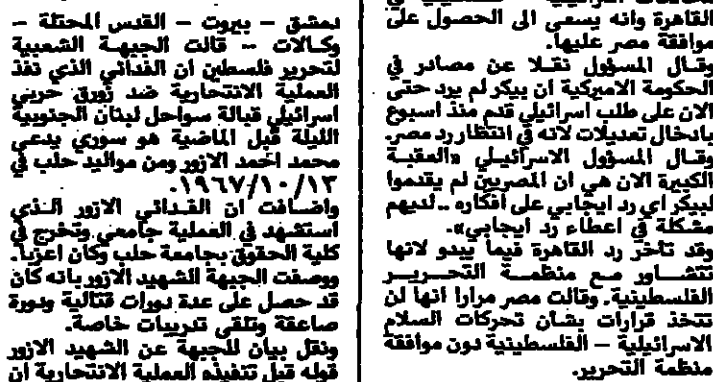 القاهرة وانه يسعى الى الحصول على
موافقة مصر عليها.
وقال المسؤول نقلا عن مصادر في
الحكومة الاميركية ان بيكر لم يرد حتى
الان على طلب اسرائيلي قدم منذ اسبوع
بادخال تعديلات لانه في انتظار رد مصر.
وقال المسؤول الاسرائيلي «العقبة
الكبيرة الان هي ان المصريين لم يقدموا
لبيكر اي رد ايجابي على افكاره .. لديهم
مشكلة في اعطاء رد ايجابي».
وقد تاخر رد القاهرة فيما يبدو لانها
تتشاور مع منظمة التحرير
الفلسطينية. وقالت مصر مرارا انها لن
تتخذ قرارات بشان تحركات السلام
الاسرائيلية – الفلسطينية دون موافقة
منظمة التحرير.
دمشق – بيروت – القدس المحتلة –
وكالات – قالت الجبهة الشعبية
لتحرير فلسطين ان الفدائي الذي نفذ
العملية الانتحارية ضد زورق حربي
اسرائيلي قبالة سواحل لبنان الجنوبية
الليلة قبل الماضية هو سوري يدعى
محمد احمد الازور ومن مواليد حلب في
١٩٦٧/١٠/١٣.
واضافت ان الفدائي الازور الذي
استشهد في العملية جامعي وتخرج في
كلية الحقوق بجامعة حلب وكان اعزبا.
ووصفت الجبهة الشهيد الازور بانه كان
قد حصل على عدة دورات قتالية ودورة
صاعقة وتلقى تدريبات خاصة.
ونقل بيان للجبهة عن الشهيد الازور
قوله قبل تنفيذه العملية الانتحارية ان